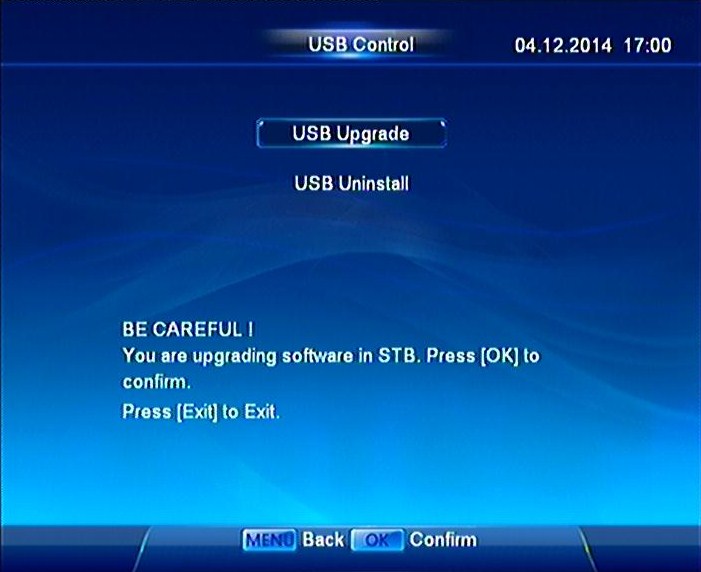 USB Control
04.12.2014 17:00
USB Upgrade
USB Uninstall
BE CAREFUL !
You are upgrading software in STB. Press [OK] to
confirm.
Press [Exit] to Exit.
MENU Back OK Confirm